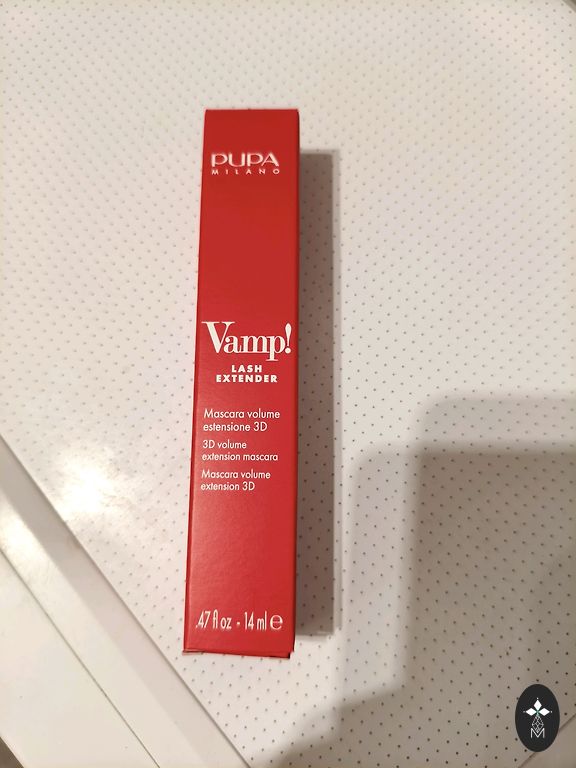 PUPA
MILANO
Vamp!
LASH
EXTENDER
Mascara volume
estensione 3D
3D volume
extension mascara
Mascara volume
extension 3D
.47 fl oz - 14 ml ℮
M